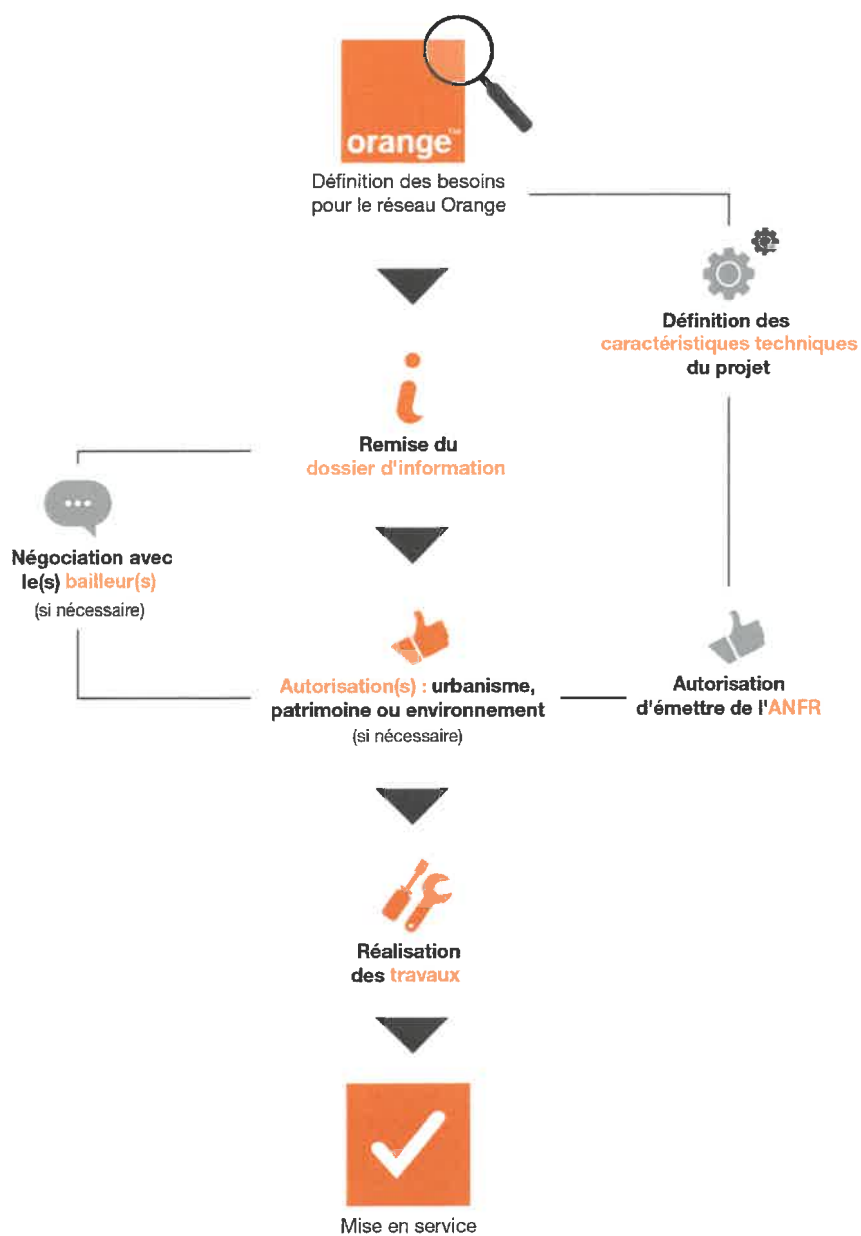 orange™
Définition des besoins
pour le réseau Orange
Définition des
caractéristiques techniques
du projet
Remise du
dossier d'information
Négociation avec
le(s) bailleur(s)
(si nécessaire)
Autorisation(s) : urbanisme,
patrimoine ou environnement
(si nécessaire)
Autorisation
d'émettre de l'ANFR
Réalisation
des travaux
Mise en service